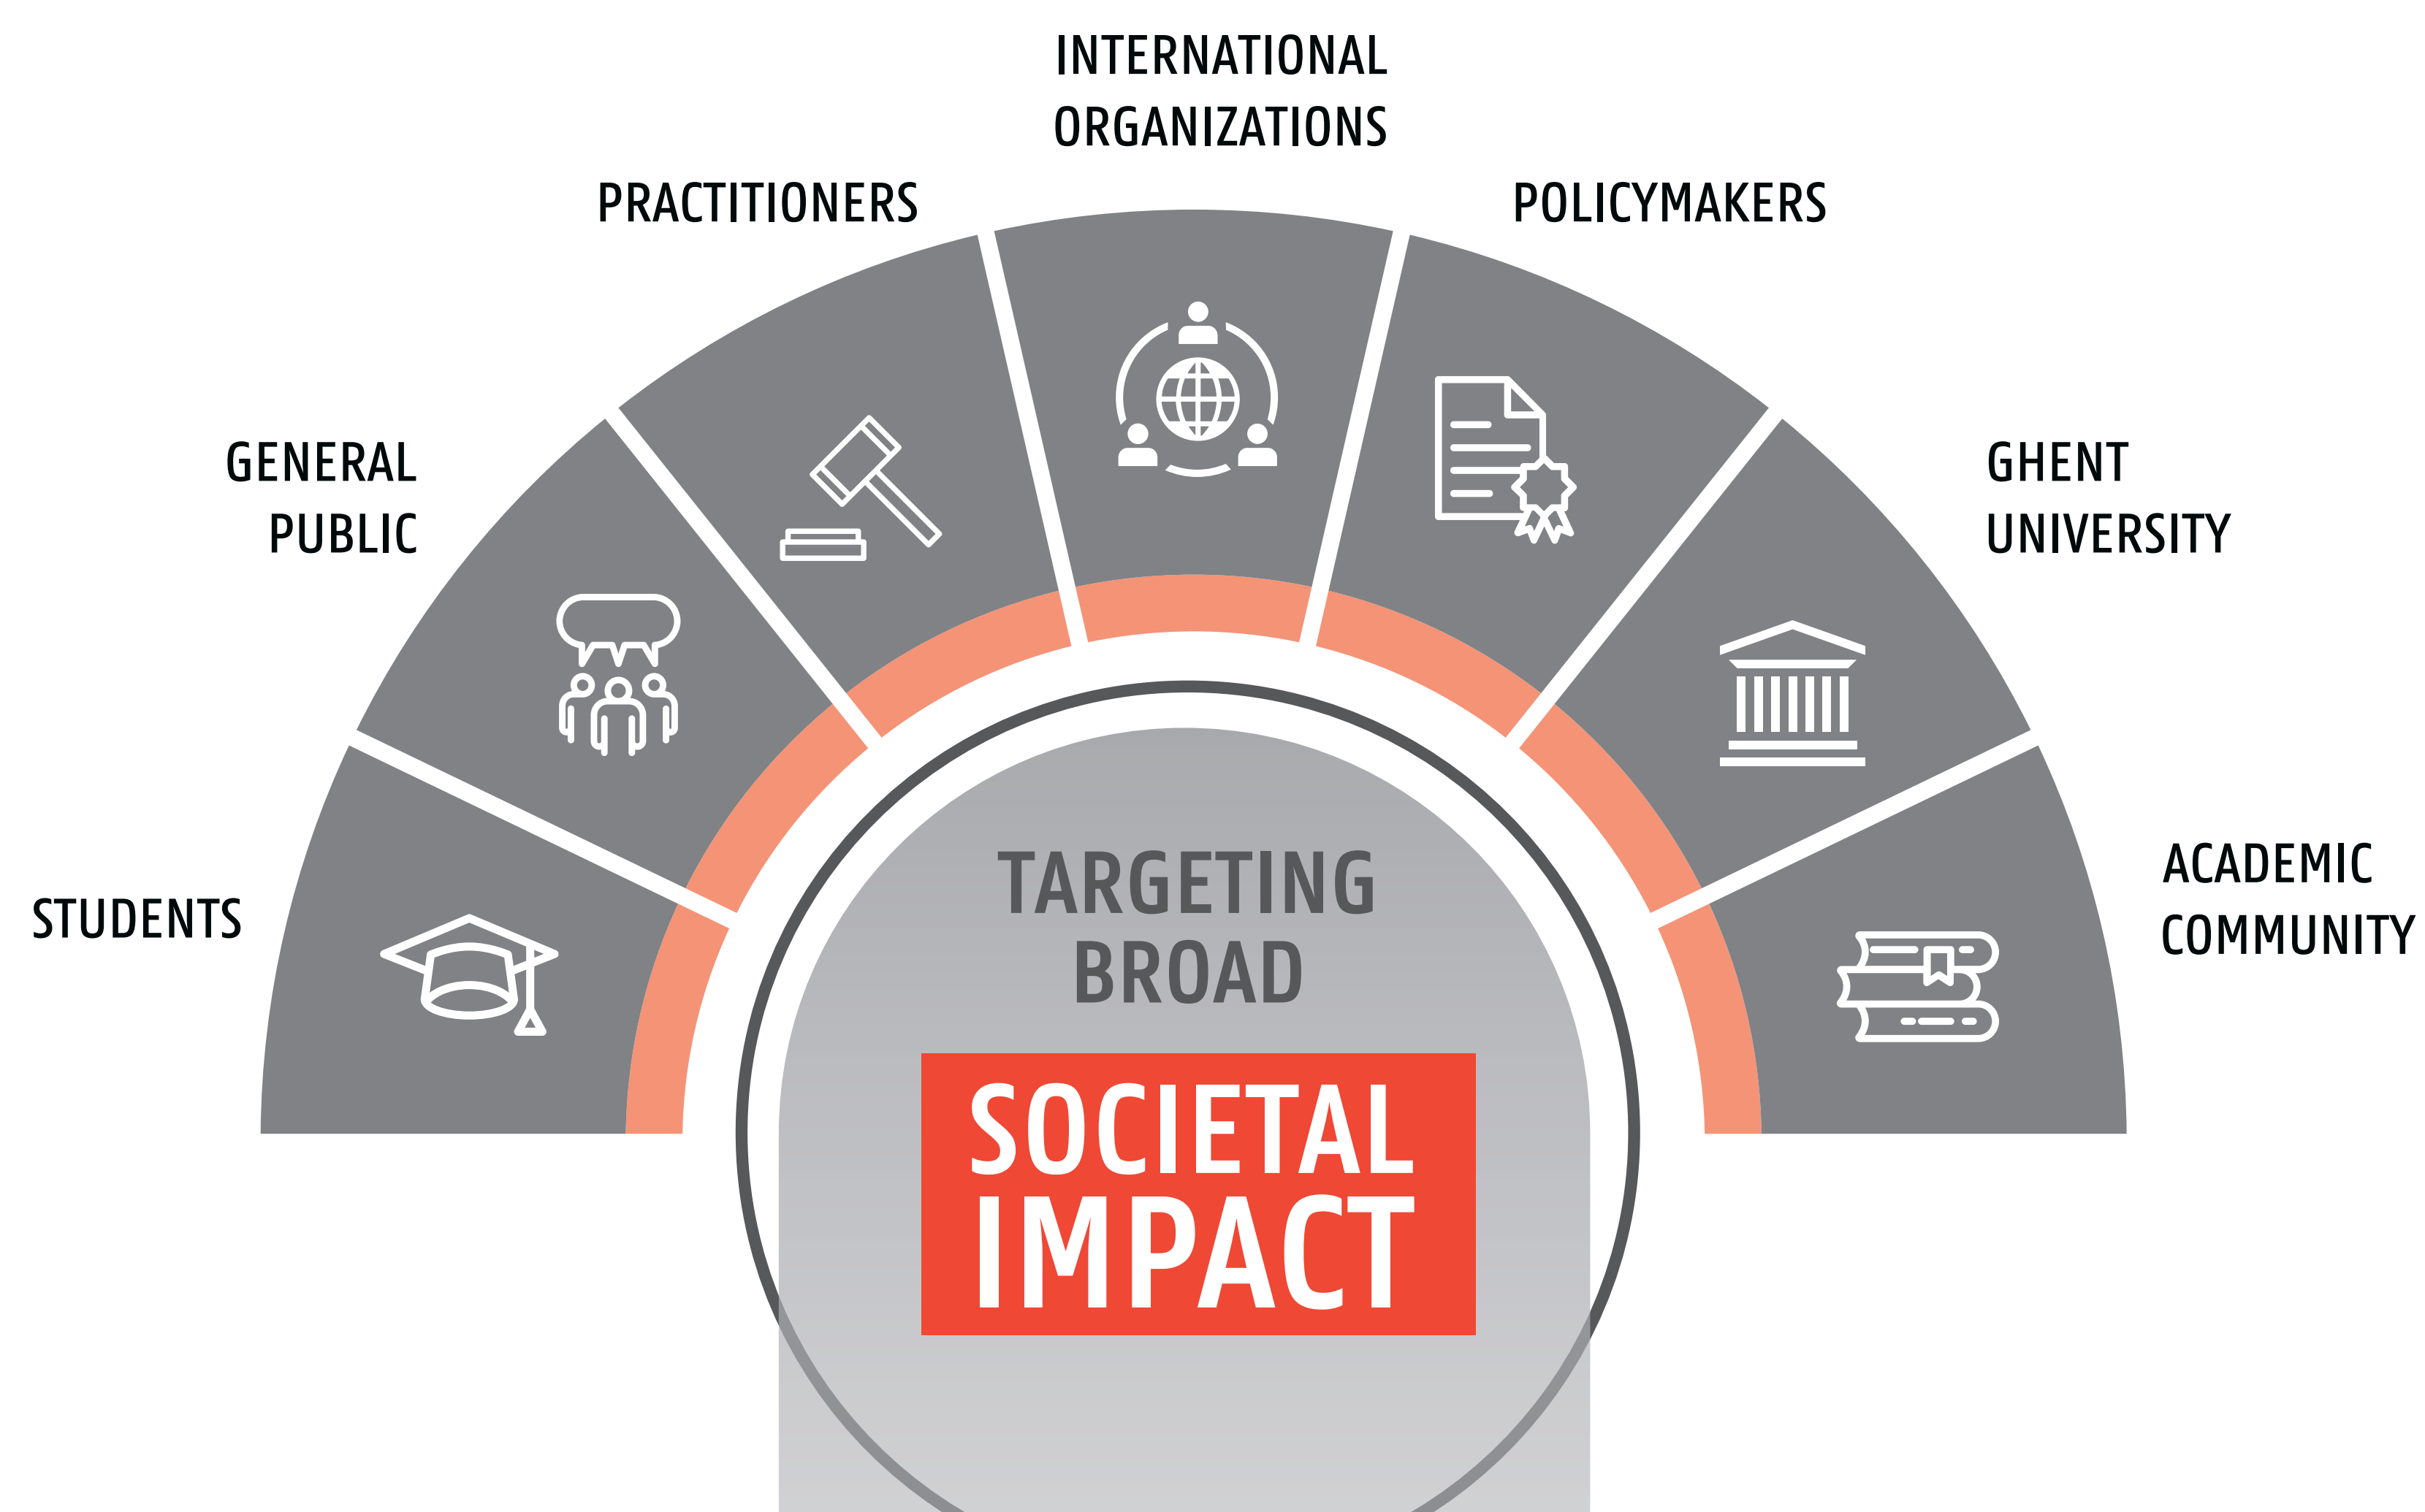 INTERNATIONAL
ORGANIZATIONS
PRACTITIONERS
POLICYMAKERS
GENERAL
PUBLIC
GHENT
UNIVERSITY
STUDENTS
ACADEMIC
COMMUNITY
TARGETING
BROAD
SOCIETAL
IMPACT